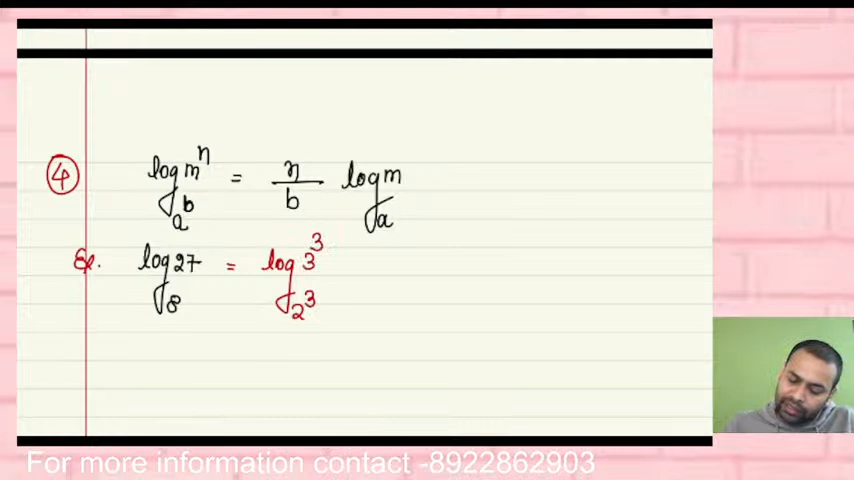 ④ log_{a^b} m^n = n/b log_a m
Ex. log_8 27 = log_{2^3} 3^3
For more information contact -8922862903